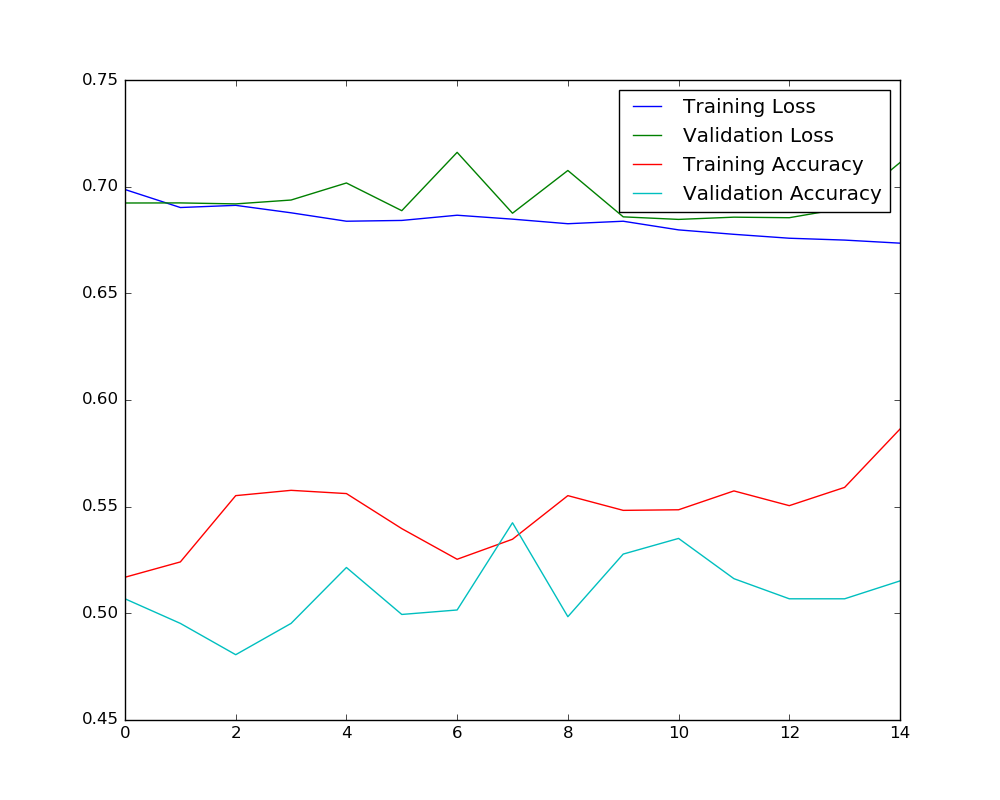 0.75
0.70
0.65
0.60
0.55
0.50
0.45
0 2 4 6 8 10 12 14
Training Loss
Validation Loss
Training Accuracy
Validation Accuracy